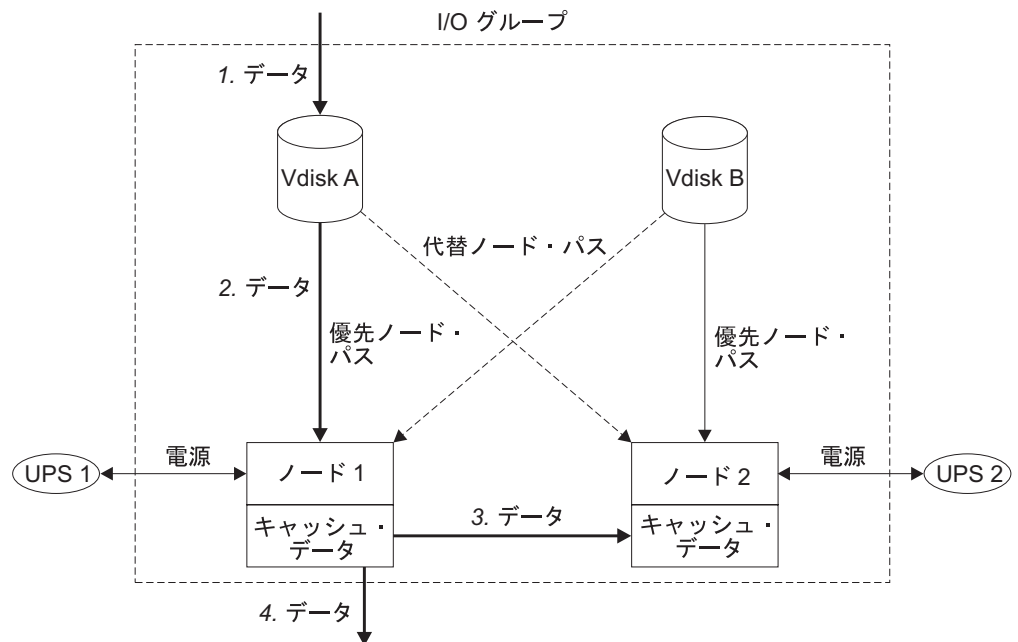 I/O グループ
1. データ
Vdisk A
Vdisk B
代替ノード・パス
2. データ
優先ノード・
パス
優先ノード・
パス
UPS 1
電源
ノード 1
ノード 2
電源
UPS 2
キャッシュ・
データ
3. データ
キャッシュ・
データ
4. データ